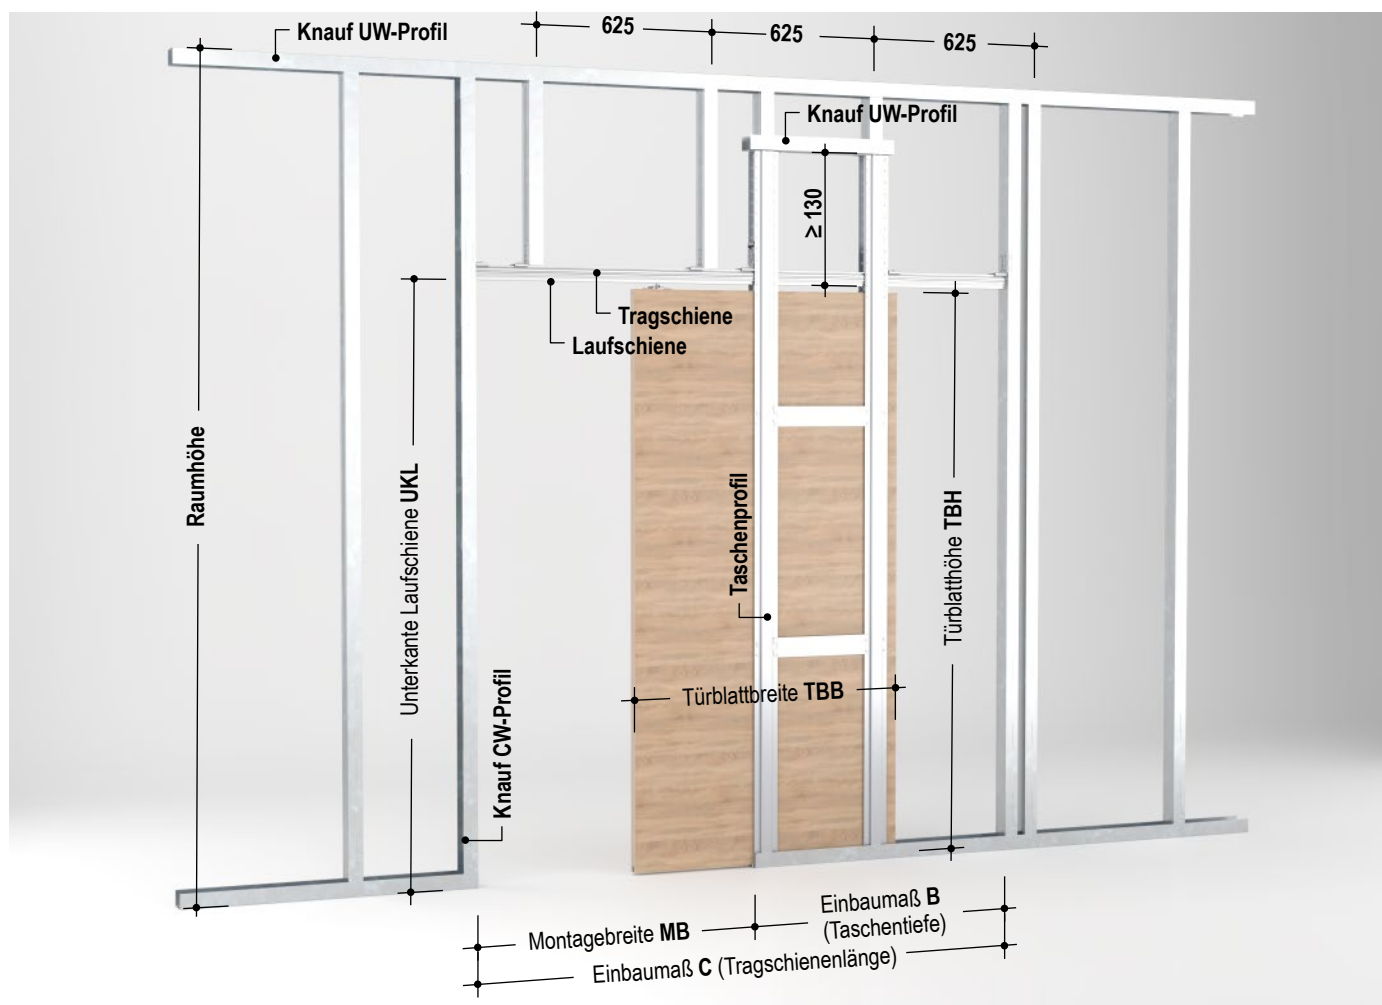 Knauf UW-Profil
625
625
625
Knauf UW-Profil
≥ 130
Tragschiene
Laufschiene
Raumhöhe
Unterkante Laufschiene UKL
Taschenprofil
Türblatthöhe TBH
Türblattbreite TBB
Knauf CW-Profil
Einbaumaß B
(Taschentiefe)
Montagebreite MB
Einbaumaß C (Tragschienenlänge)